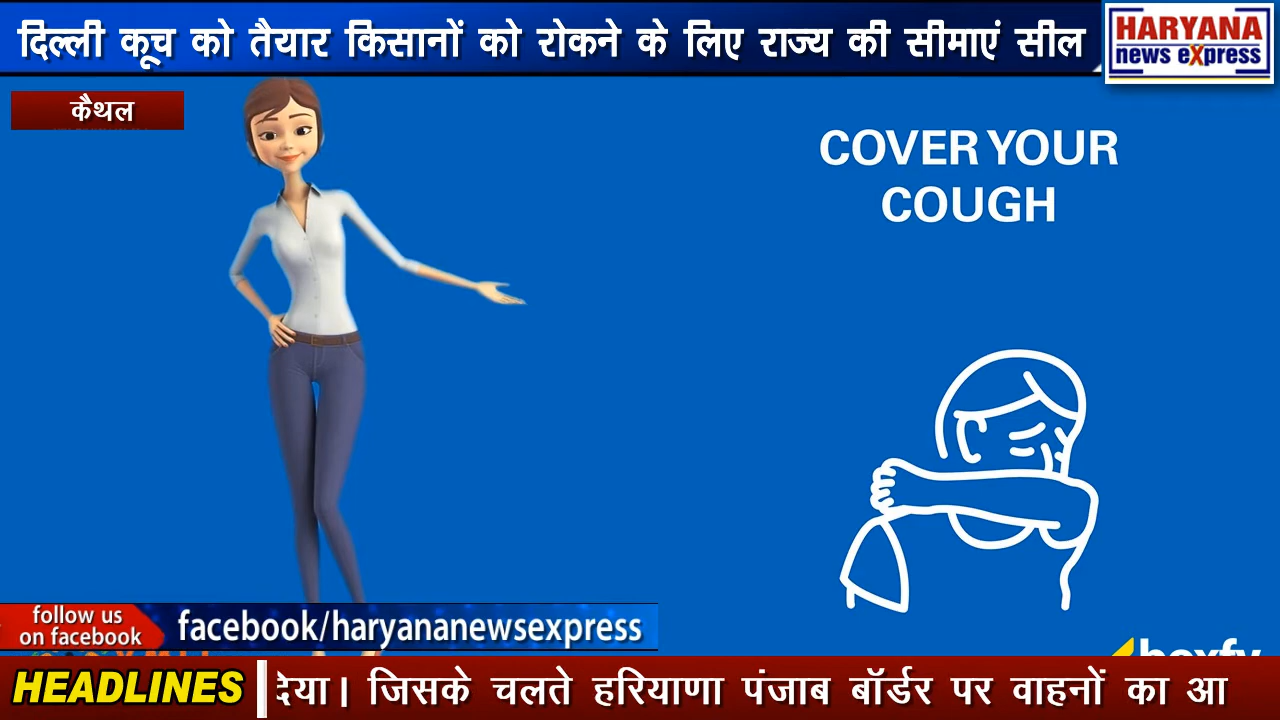 दिल्ली कूच को तैयार किसानों को रोकने के लिए राज्य की सीमाएं सील
HARYANA
news eXpress
कैथल
COVER YOUR
COUGH
follow us
on facebook
facebook/haryananewsexpress
HEADLINES
देया। जिसके चलते हरियाणा पंजाब बॉर्डर पर वाहनों का आ